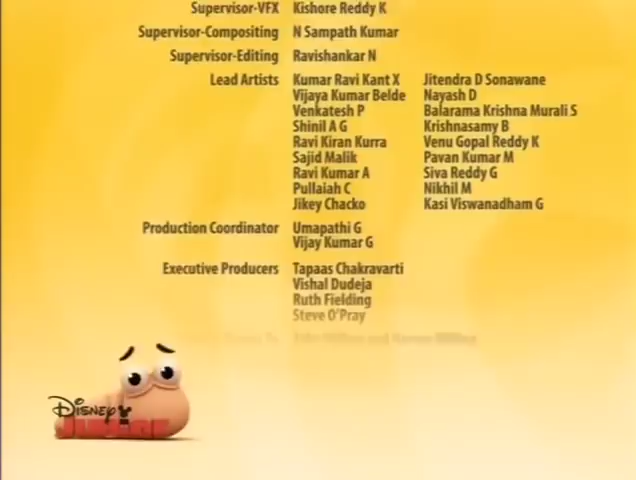 Supervisor-VFX Kishore Reddy K
Supervisor-Compositing N Sampath Kumar
Supervisor-Editing Ravishankar N
Lead Artists Kumar Ravi Kant X Jitendra D Sonawane
Vijaya Kumar Belde Nayash D
Venkatesh P Balarama Krishna Murali S
Shinil A G Krishnasamy B
Ravi Kiran Kurra Venu Gopal Reddy K
Sajid Malik Pavan Kumar M
Ravi Kumar A Siva Reddy G
Pullaiah C Nikhil M
Jikey Chacko Kasi Viswanadham G
Production Coordinator Umapathi G
Vijay Kumar G
Executive Producers Tapaas Chakravarti
Vishal Dudeja
Ruth Fielding
Steve O'Pray
Disney
Junior